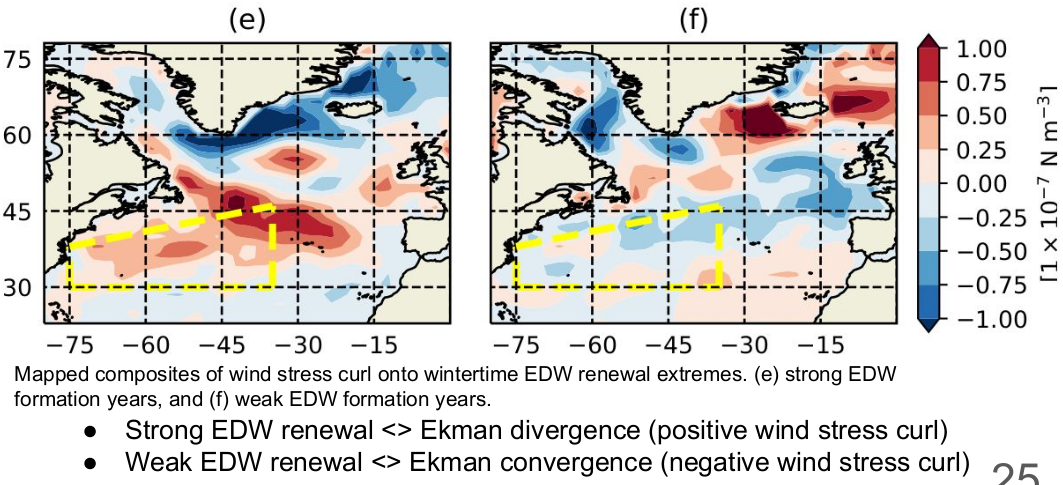 (e) (f)
75
60
45
30
−75 −60 −45 −30 −15 −75 −60 −45 −30 −15
1.00
0.75
0.50
0.25
0.00
−0.25
−0.50
−0.75
−1.00
[1 × 10⁻⁷ N m⁻³]
Mapped composites of wind stress curl onto wintertime EDW renewal extremes. (e) strong EDW
formation years, and (f) weak EDW formation years.
● Strong EDW renewal <> Ekman divergence (positive wind stress curl)
● Weak EDW renewal <> Ekman convergence (negative wind stress curl)
25